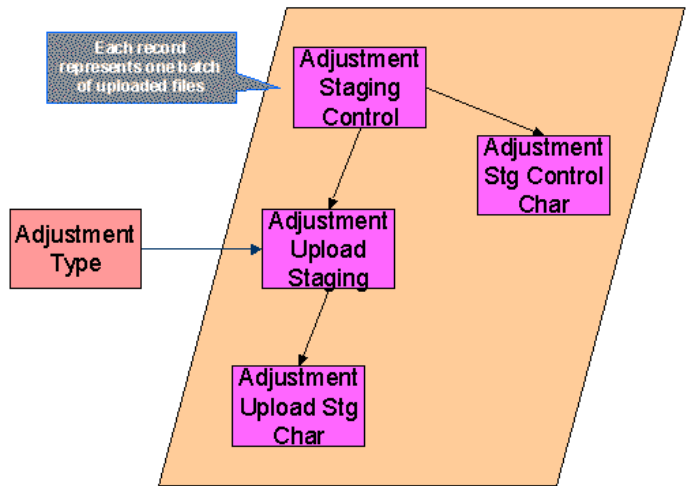 Each record
represents one batch
of uploaded files
Adjustment
Staging
Control
Adjustment
Stg Control
Char
Adjustment
Type
Adjustment
Upload
Staging
Adjustment
Upload Stg
Char